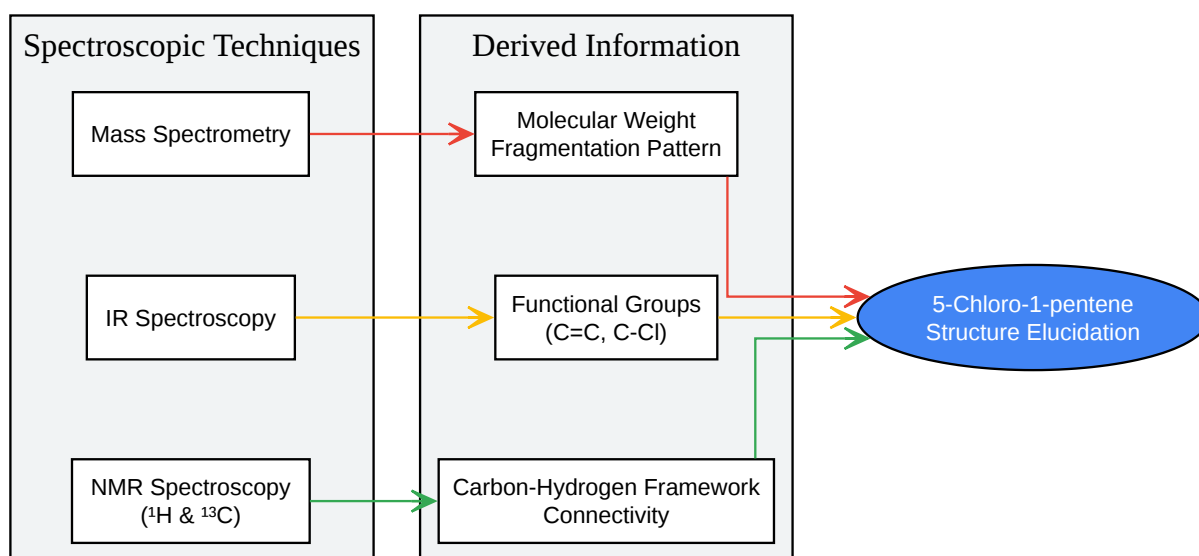 Spectroscopic Techniques
Derived Information
Mass Spectrometry
Molecular Weight
Fragmentation Pattern
IR Spectroscopy
Functional Groups
(C=C, C-Cl)
5-Chloro-1-pentene
Structure Elucidation
NMR Spectroscopy
(¹H & ¹³C)
Carbon-Hydrogen Framework
Connectivity